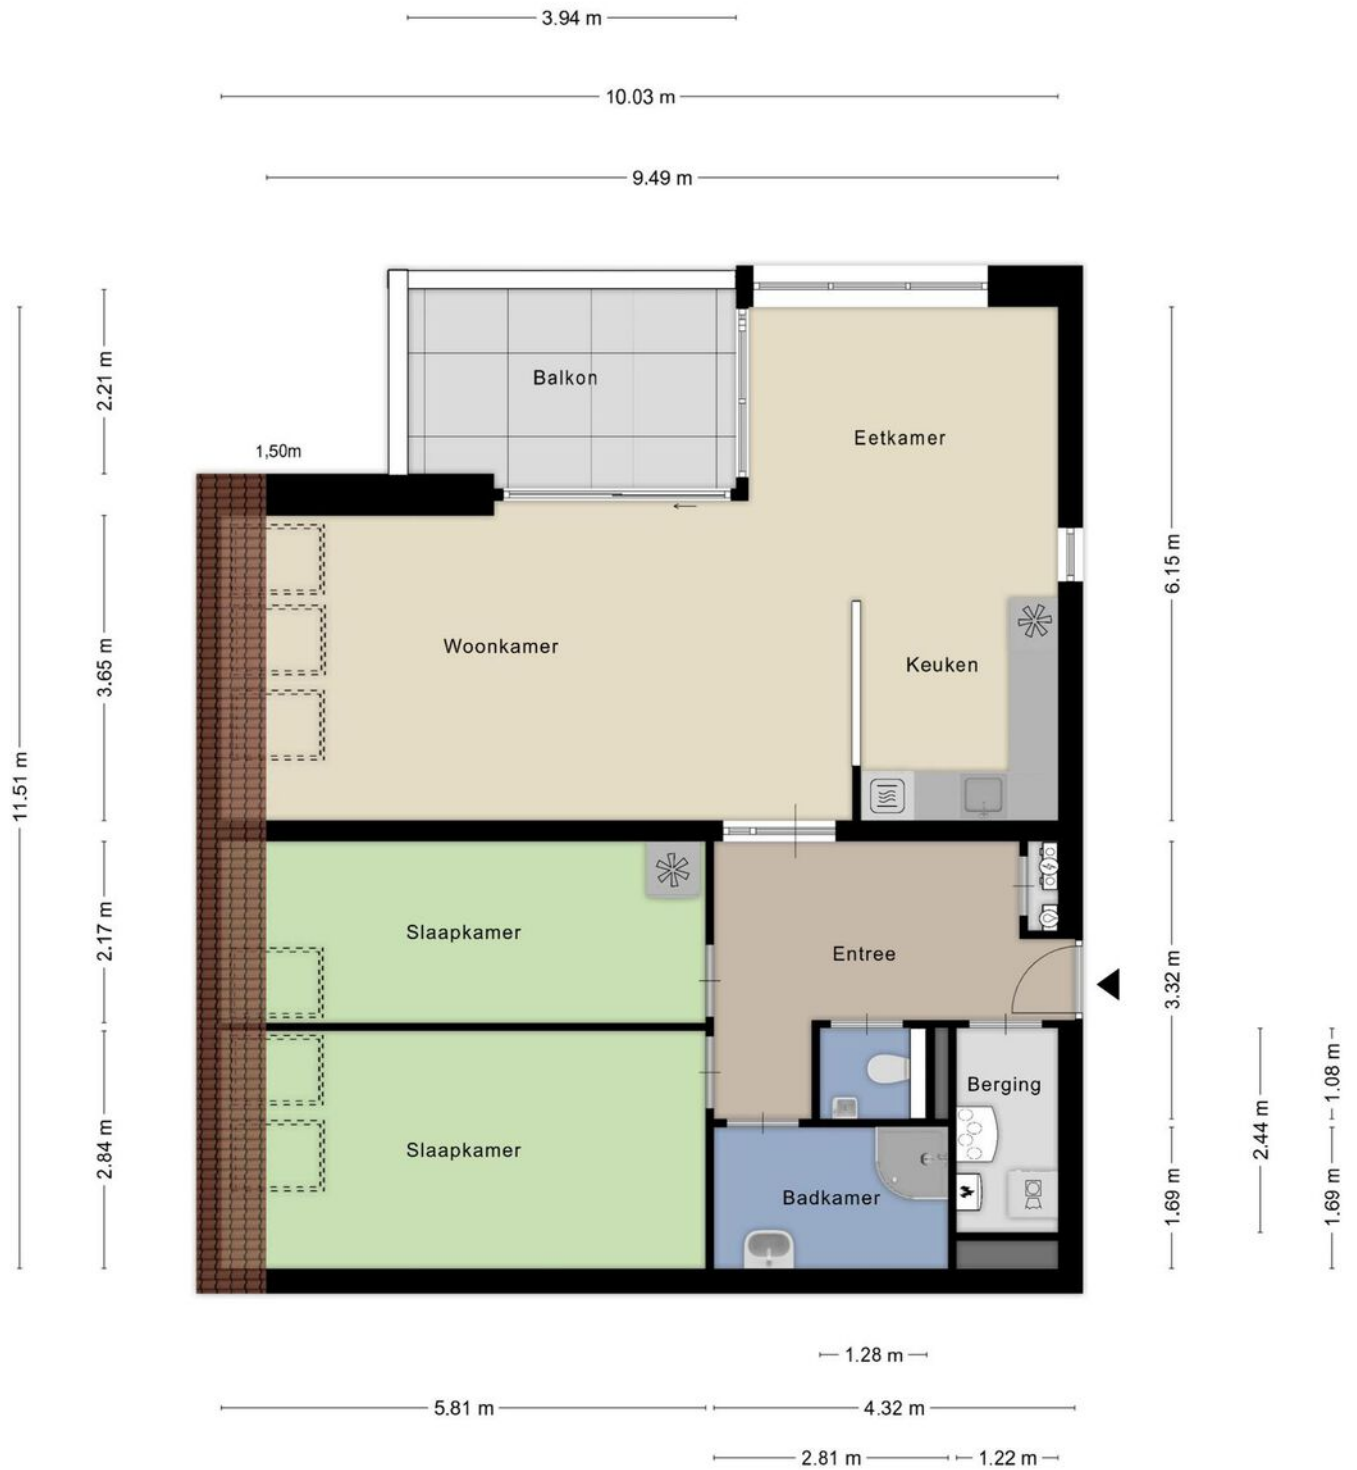 3.94 m
10.03 m
9.49 m
2.21 m
11.51 m
Balkon
Eetkamer
1,50m
6.15 m
3.65 m
Woonkamer
Keuken
2.17 m
Slaapkamer
Entree
3.32 m
Berging
1.08 m
2.44 m
2.84 m
Slaapkamer
Badkamer
1.69 m
1.69 m
1.28 m
5.81 m
4.32 m
2.81 m
1.22 m